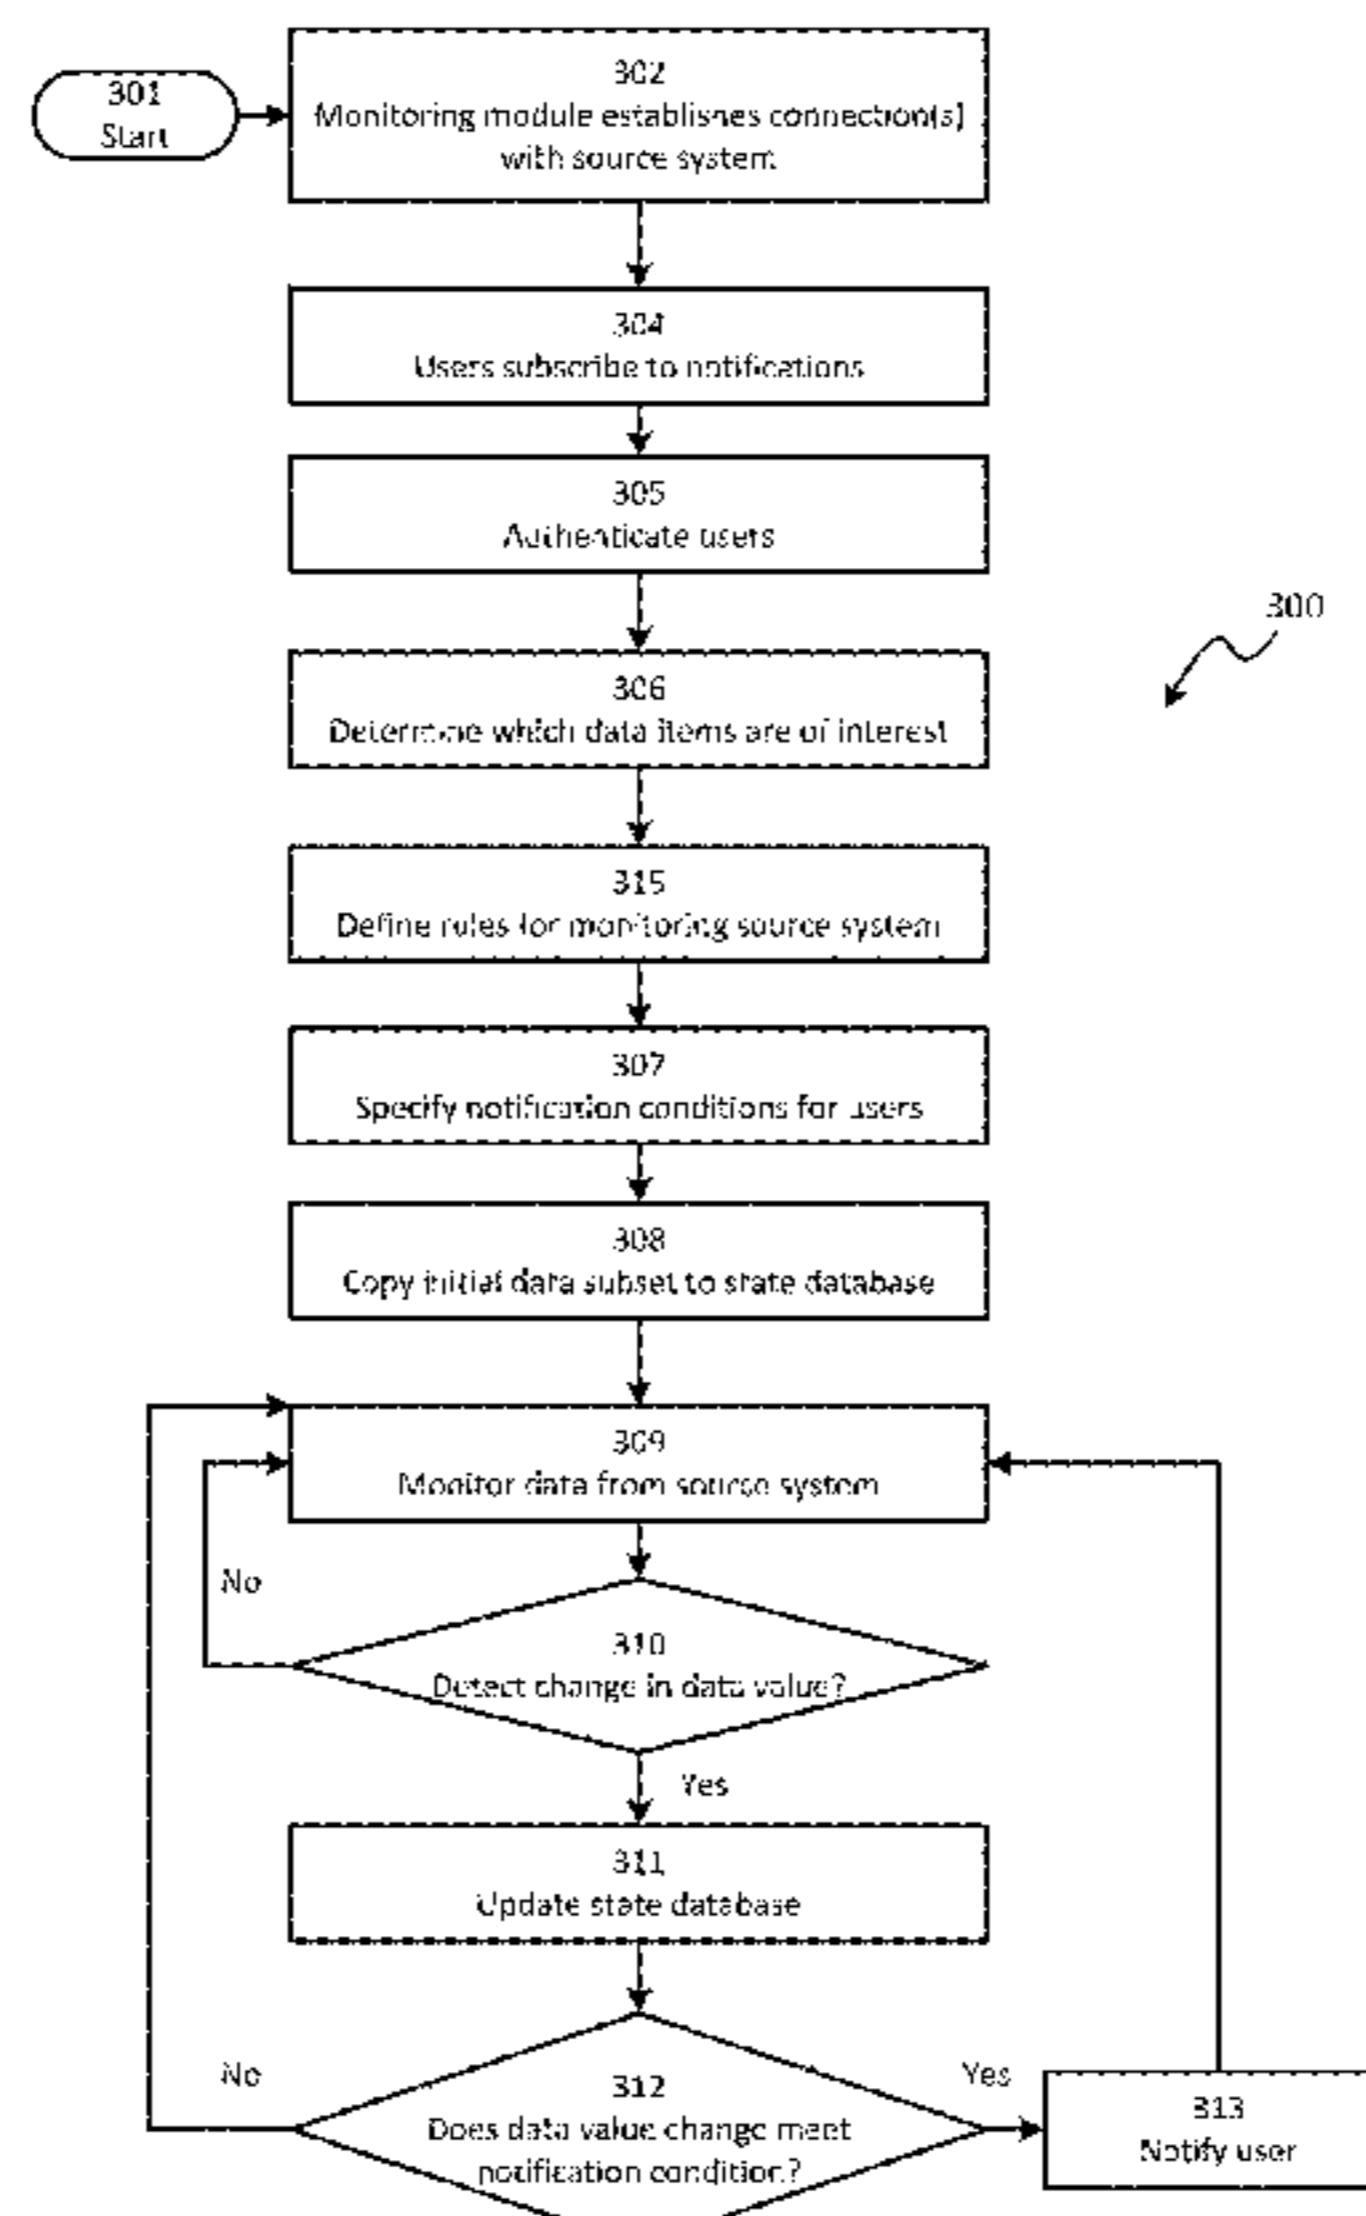 301
Start
302
Monitoring module establishes connection(s)
with source system
304
Users subscribe to notifications
305
Authenticate users
300
306
Determine which data items are of interest
315
Define rules for monitoring source system
307
Specify notification conditions for users
308
Copy initial data subset to state database
309
Monitor data from source system
No
310
Detect change in data value?
Yes
311
Update state database
No
312
Does data value change meet
notification condition?
Yes
313
Notify user